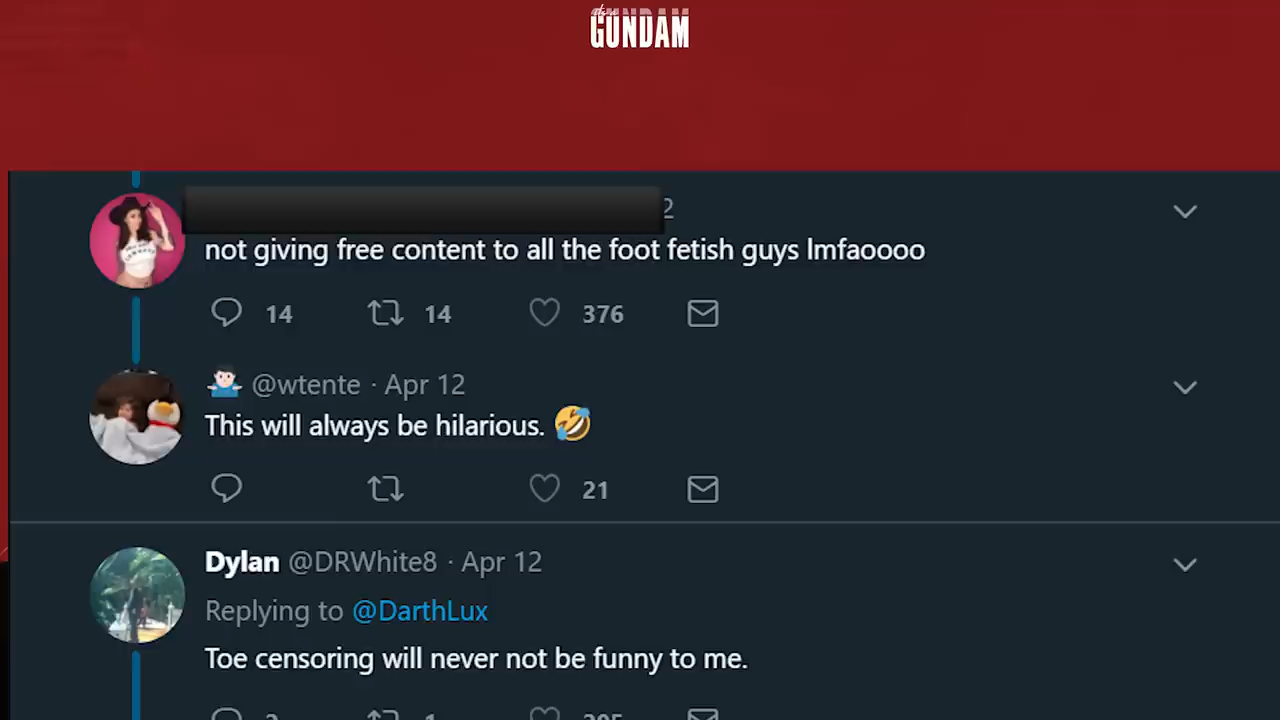 GUNDAM
2
not giving free content to all the foot fetish guys lmfaoooo
14 14 376
@wtente · Apr 12
This will always be hilarious. 🤣
21
Dylan @DRWhite8 · Apr 12
Replying to @DarthLux
Toe censoring will never not be funny to me.